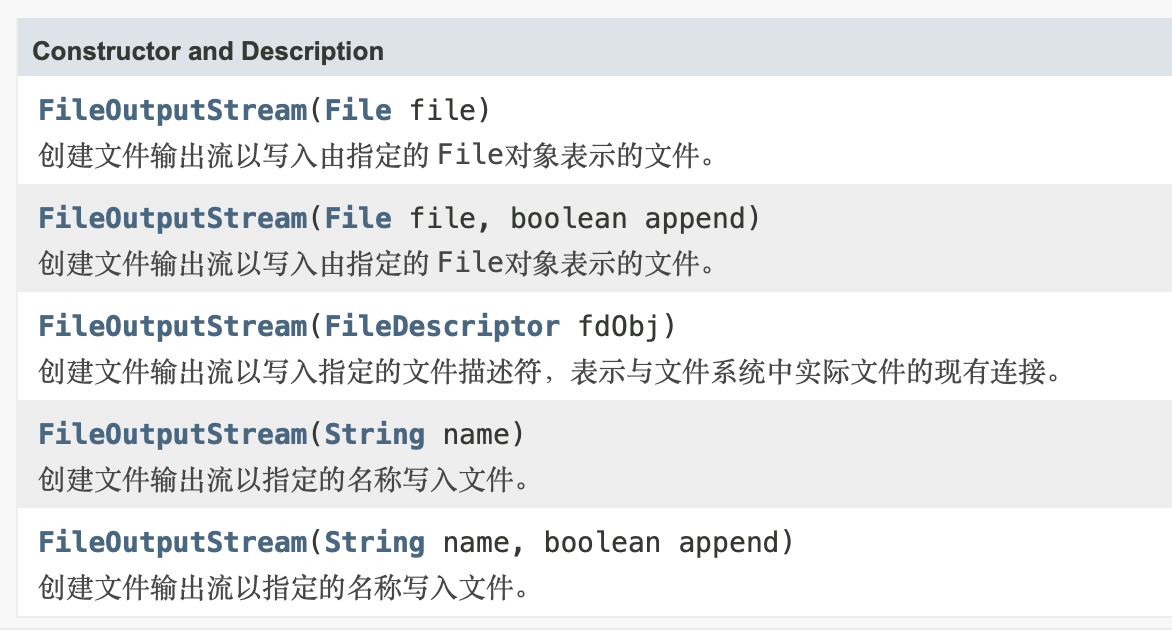 Constructor and Description
FileOutputStream(File file)
创建文件输出流以写入由指定的 File对象表示的文件。
FileOutputStream(File file, boolean append)
创建文件输出流以写入由指定的 File对象表示的文件。
FileOutputStream(FileDescriptor fdObj)
创建文件输出流以写入指定的文件描述符，表示与文件系统中实际文件的现有连接。
FileOutputStream(String name)
创建文件输出流以指定的名称写入文件。
FileOutputStream(String name, boolean append)
创建文件输出流以指定的名称写入文件。